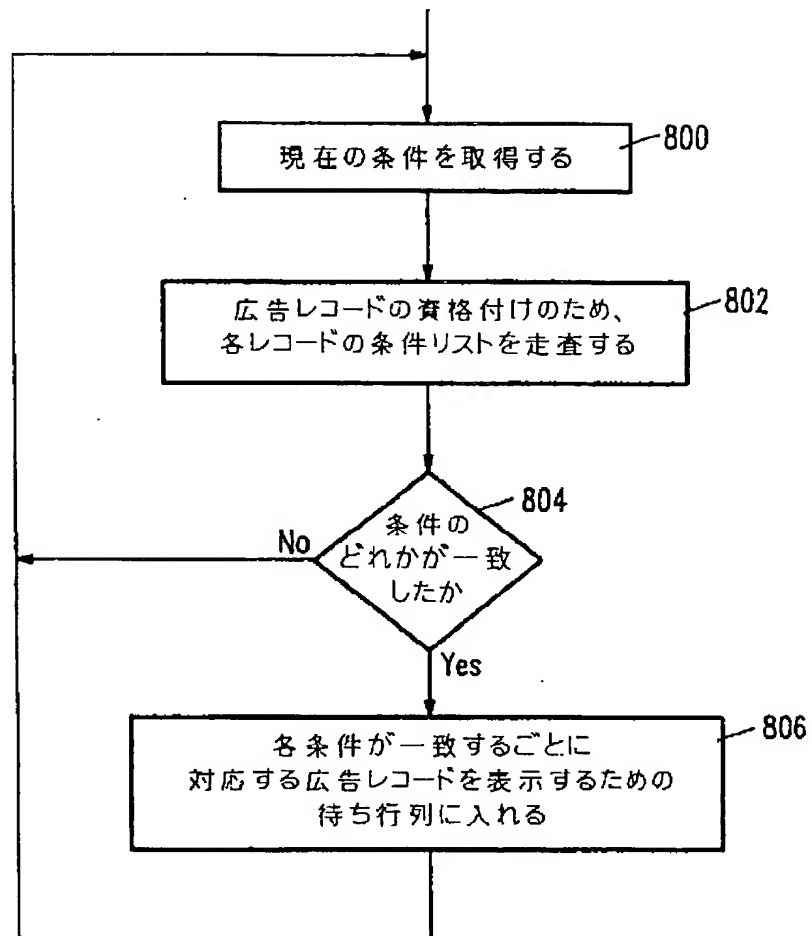 現在の条件を取得する
800
広告レコードの資格付けのため、
各レコードの条件リストを走査する
802
804
条件の
どれかが一致
したか
No
Yes
806
各条件が一致するごとに
対応する広告レコードを表示するための
待ち行列に入れる